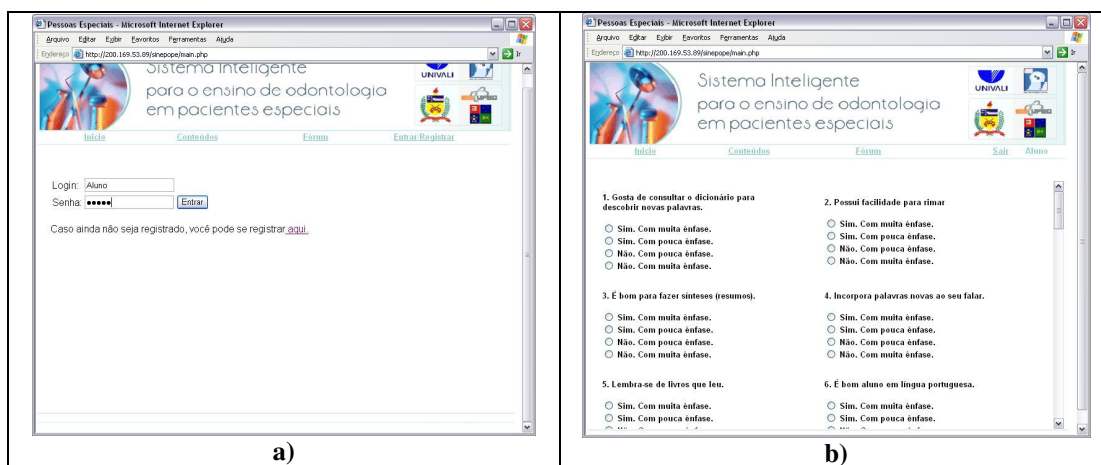 Pessoas Especiais - Microsoft Internet Explorer
Arquivo Editar Exibir Favoritos Ferramentas Ajuda
Endereço http://200.169.53.89/sinepope/main.php Ir
Sistema Inteligente
para o ensino de odontologia
em pacientes especiais
UNIVALI
Início Conteúdos Fórum Entrar/Registrar
Login: Aluno
Senha: ●●●●● Entrar
Caso ainda não seja registrado, você pode se registrar aqui.
a)
Pessoas Especiais - Microsoft Internet Explorer
Arquivo Editar Exibir Favoritos Ferramentas Ajuda
Endereço http://200.169.53.89/sinepope/main.php Ir
Sistema Inteligente
para o ensino de odontologia
em pacientes especiais
UNIVALI
Início Conteúdos Fórum Sair Aluno
1. Gosta de consultar o dicionário para
descobrir novas palavras.
Sim. Com muita ênfase.
Sim. Com pouca ênfase.
Não. Com pouca ênfase.
Não. Com muita ênfase.
2. Possui facilidade para rimar
Sim. Com muita ênfase.
Sim. Com pouca ênfase.
Não. Com pouca ênfase.
Não. Com muita ênfase.
3. É bom para fazer sínteses (resumos).
Sim. Com muita ênfase.
Sim. Com pouca ênfase.
Não. Com pouca ênfase.
Não. Com muita ênfase.
4. Incorpora palavras novas ao seu falar.
Sim. Com muita ênfase.
Sim. Com pouca ênfase.
Não. Com pouca ênfase.
Não. Com muita ênfase.
5. Lembra-se de livros que leu.
Sim. Com muita ênfase.
Sim. Com pouca ênfase.
6. É bom aluno em língua portuguesa.
Sim. Com muita ênfase.
Sim. Com pouca ênfase.
b)